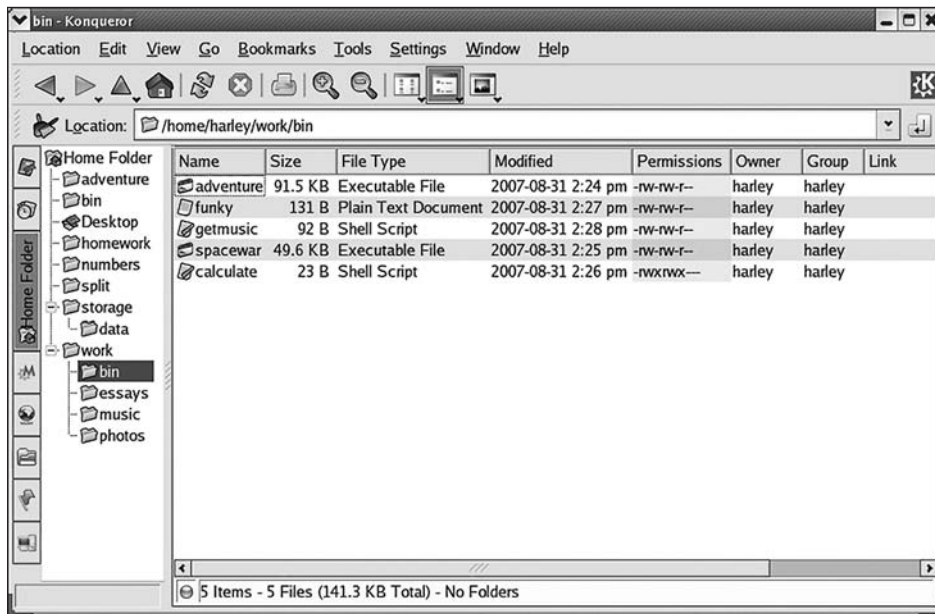 bin - Konqueror
Location Edit View Go Bookmarks Tools Settings Window Help
Location: /home/harley/work/bin
Home Folder
Home Folder
adventure
bin
Desktop
homework
numbers
split
storage
data
work
bin
essays
music
photos
Name Size File Type Modified Permissions Owner Group Link
adventure 91.5 KB Executable File 2007-08-31 2:24 pm -rw-rw-r-- harley harley
funky 131 B Plain Text Document 2007-08-31 2:27 pm -rw-rw-r-- harley harley
getmusic 92 B Shell Script 2007-08-31 2:28 pm -rw-rw-r-- harley harley
spacewar 49.6 KB Executable File 2007-08-31 2:25 pm -rw-rw-r-- harley harley
calculate 23 B Shell Script 2007-08-31 2:26 pm -rwxrwx--- harley harley
5 Items - 5 Files (141.3 KB Total) - No Folders